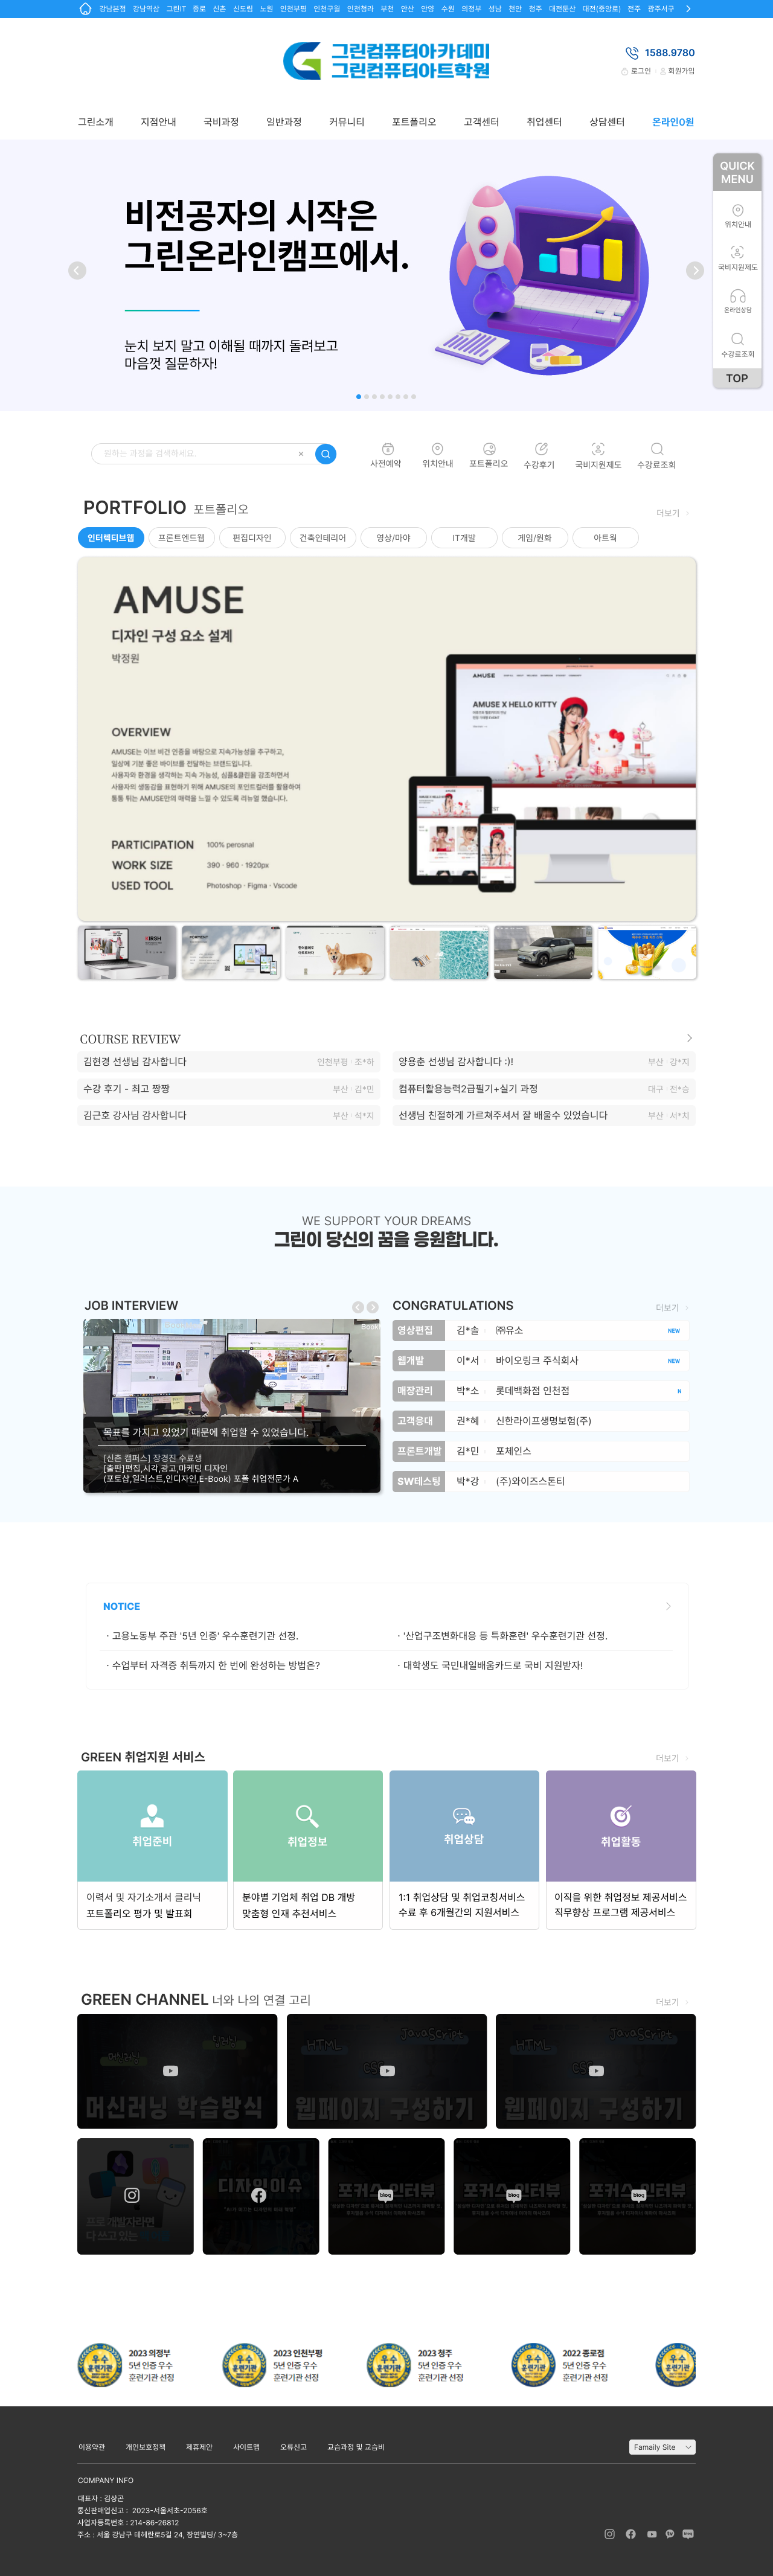 강남본점 강남역삼 그린IT 종로 신촌 신도림 노원 인천부평 인천구월 인천청라 부천 안산 안양 수원 의정부 성남 천안 청주 대전둔산 대전(중앙로) 전주 광주서구
그린컴퓨터아카데미
그린컴퓨터아트학원
1588.9780
로그인 회원가입
그린소개 지점안내 국비과정 일반과정 커뮤니티 포트폴리오 고객센터 취업센터 상담센터 온라인0원
QUICK
MENU
위치안내
국비지원제도
온라인상담
수강료조회
TOP
비전공자의 시작은
그린온라인캠프에서.
눈치 보지 말고 이해될 때까지 돌려보고
마음껏 질문하자!
원하는 과정을 검색하세요.
사전예약 위치안내 포트폴리오 수강후기 국비지원제도 수강료조회
PORTFOLIO 포트폴리오
더보기
인터렉티브웹 프론트엔드웹 편집디자인 건축인테리어 영상/마야 IT개발 게임/원화 아트웍
AMUSE
디자인 구성 요소 설계
박정원
AMUSE
AMUSE X HELLO KITTY
OVERVIEW
AMUSE는 이브 비건 인증을 바탕으로 지속가능성을 추구하고,
일상에 기분 좋은 바이브를 전달하는 브랜드입니다.
사용자와 환경을 생각하는 지속 가능성, 심플&클린을 강조하면서
사용자의 생동감을 표현하기 위해 AMUSE의 포인트컬러를 활용하여
통통 튀는 AMUSE만의 매력을 느낄 수 있도록 리뉴얼 했습니다.
PARTICIPATION 100% perosnal
WORK SIZE 390 · 960 · 1920px
USED TOOL Photoshop · Figma · Vscode
COURSE REVIEW
김현경 선생님 감사합니다 인천부평 · 조*하
양용춘 선생님 감사합니다 :)! 부산 · 강*지
수강 후기 - 최고 짱짱 부산 · 김*민
컴퓨터활용능력2급필기+실기 과정 대구 · 전*승
김근호 강사님 감사합니다 부산 · 석*지
선생님 친절하게 가르쳐주셔서 잘 배울수 있었습니다 부산 · 서*지
WE SUPPORT YOUR DREAMS
그린이 당신의 꿈을 응원합니다.
JOB INTERVIEW
목표를 가지고 있었기 때문에 취업할 수 있었습니다.
[신촌 캠퍼스] 장경진 수료생
[출판]편집,시각,광고,마케팅 디자인
(포토샵,일러스트,인디자인,E-Book) 포폴 취업전문가 A
CONGRATULATIONS
더보기
영상편집 김*솔 ㈜유소 NEW
웹개발 이*서 바이오링크 주식회사 NEW
매장관리 박*소 롯데백화점 인천점 N
고객응대 권*혜 신한라이프생명보험(주)
프론트개발 김*민 포체인스
SW테스팅 박*강 (주)와이즈스톤티
NOTICE
· 고용노동부 주관 '5년 인증' 우수훈련기관 선정.
· '산업구조변화대응 등 특화훈련' 우수훈련기관 선정.
· 수업부터 자격증 취득까지 한 번에 완성하는 방법은?
· 대학생도 국민내일배움카드로 국비 지원받자!
GREEN 취업지원 서비스
더보기
취업준비
이력서 및 자기소개서 클리닉
포트폴리오 평가 및 발표회
취업정보
분야별 기업체 취업 DB 개방
맞춤형 인재 추천서비스
취업상담
1:1 취업상담 및 취업코칭서비스
수료 후 6개월간의 지원서비스
취업활동
이직을 위한 취업정보 제공서비스
직무향상 프로그램 제공서비스
GREEN CHANNEL 너와 나의 연결 고리
더보기
머신러닝 학습방식
HTML JavaScript
웹페이지 구성하기
HTML JavaScript
웹페이지 구성하기
프로 개발자라면
다 쓰고 있는
디자인이슈
포커스 인터뷰
blog
포커스 인터뷰
blog
포커스 인터뷰
blog
우수
훈련기관
2023 의정부
5년 인증 우수
훈련기관 선정
우수
훈련기관
2023 인천부평
5년 인증 우수
훈련기관 선정
우수
훈련기관
2023 청주
5년 인증 우수
훈련기관 선정
우수
훈련기관
2022 종로점
5년 인증 우수
훈련기관 선정
우수
훈련기관
이용약관 개인보호정책 제휴제안 사이트맵 오류신고 교습과정 및 교습비
Famaily Site
COMPANY INFO
대표자 : 김상곤
통신판매업신고 : 2023-서울서초-2056호
사업자등록번호 : 214-86-26812
주소 : 서울 강남구 테헤란로5길 24, 장연빌딩/ 3~7층